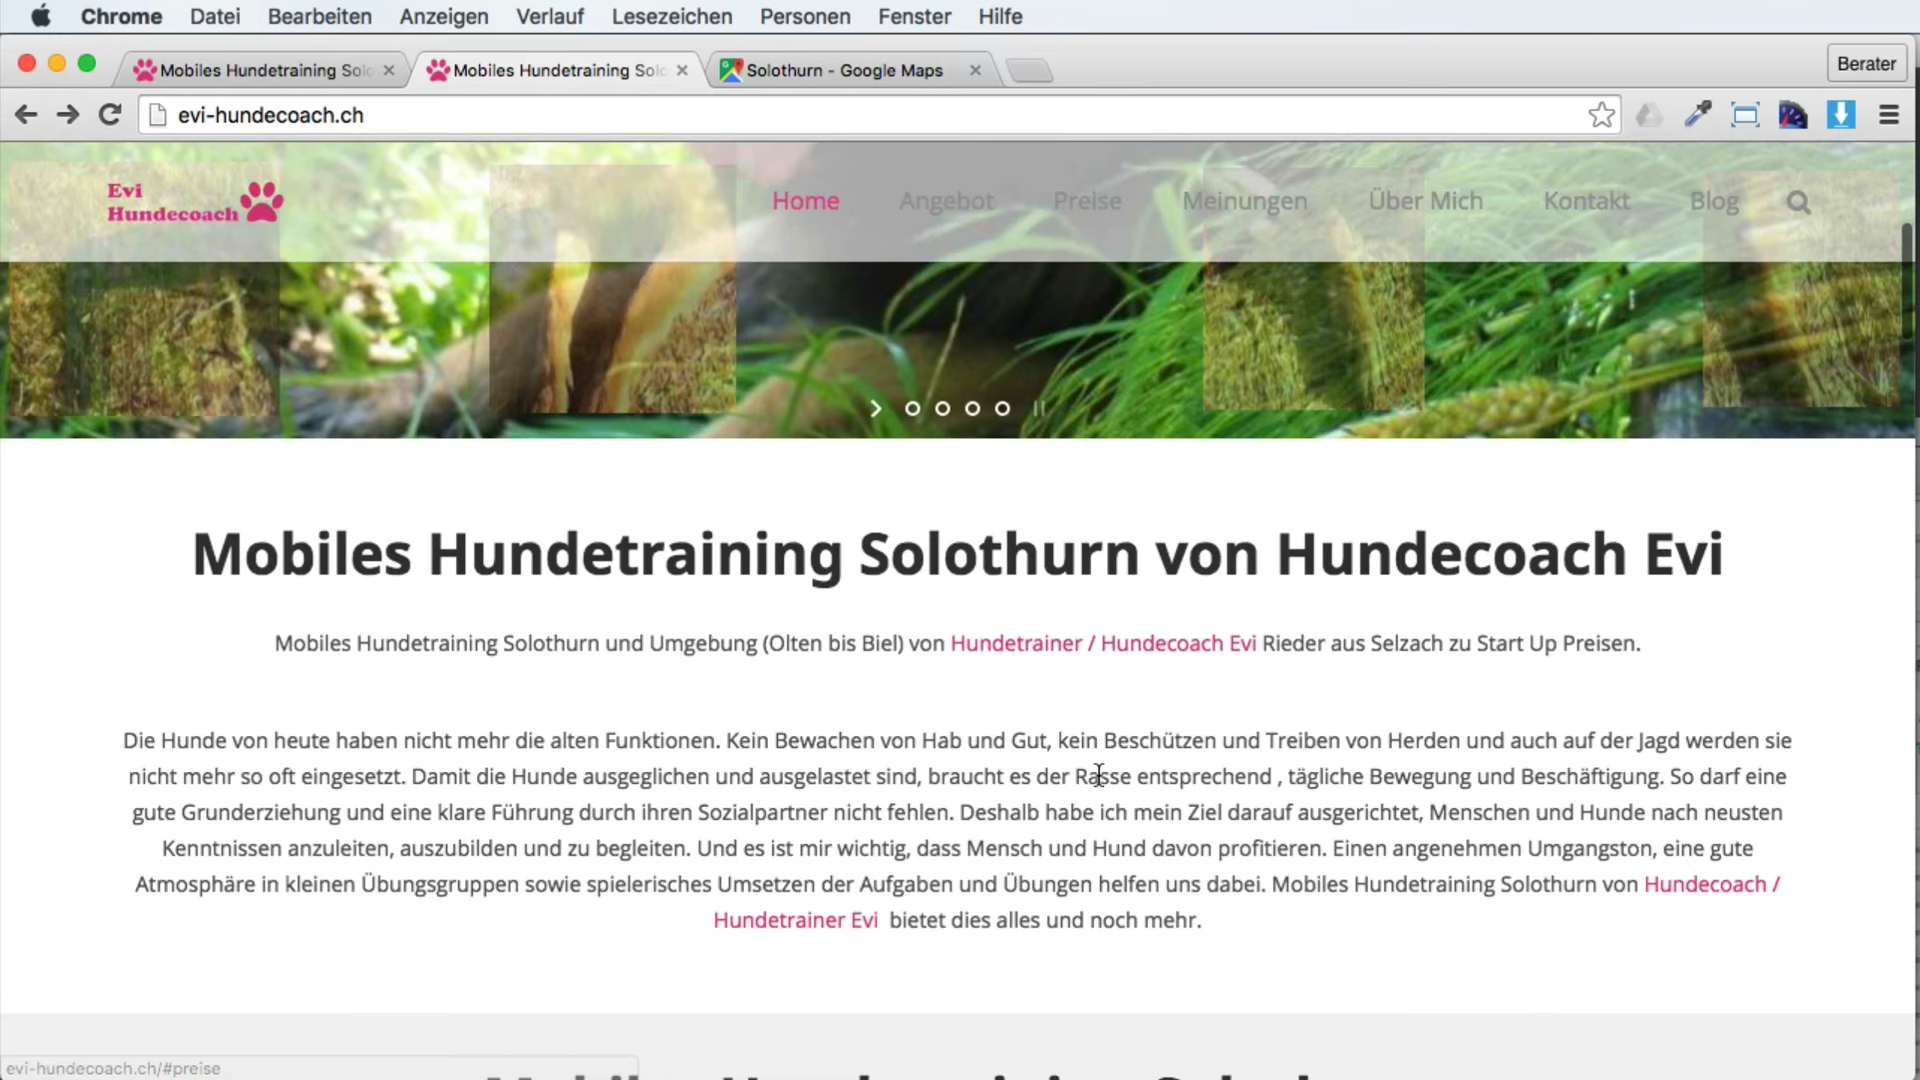 Chrome Datei Bearbeiten Anzeigen Verlauf Lesezeichen Personen Fenster Hilfe
Mobiles Hundetraining Sol Mobiles Hundetraining Sol Solothurn - Google Maps Berater
evi-hundecoach.ch
Evi
Hundecoach
Home Angebot Preise Meinungen Über Mich Kontakt Blog
Mobiles Hundetraining Solothurn von Hundecoach Evi
Mobiles Hundetraining Solothurn und Umgebung (Olten bis Biel) von Hundetrainer / Hundecoach Evi Rieder aus Selzach zu Start Up Preisen.
Die Hunde von heute haben nicht mehr die alten Funktionen. Kein Bewachen von Hab und Gut, kein Beschützen und Treiben von Herden und auch auf der Jagd werden sie
nicht mehr so oft eingesetzt. Damit die Hunde ausgeglichen und ausgelastet sind, braucht es der Rasse entsprechend , tägliche Bewegung und Beschäftigung. So darf eine
gute Grunderziehung und eine klare Führung durch ihren Sozialpartner nicht fehlen. Deshalb habe ich mein Ziel darauf ausgerichtet, Menschen und Hunde nach neusten
Kenntnissen anzuleiten, auszubilden und zu begleiten. Und es ist mir wichtig, dass Mensch und Hund davon profitieren. Einen angenehmen Umgangston, eine gute
Atmosphäre in kleinen Übungsgruppen sowie spielerisches Umsetzen der Aufgaben und Übungen helfen uns dabei. Mobiles Hundetraining Solothurn von Hundecoach /
Hundetrainer Evi bietet dies alles und noch mehr.
evi-hundecoach.ch/#preise